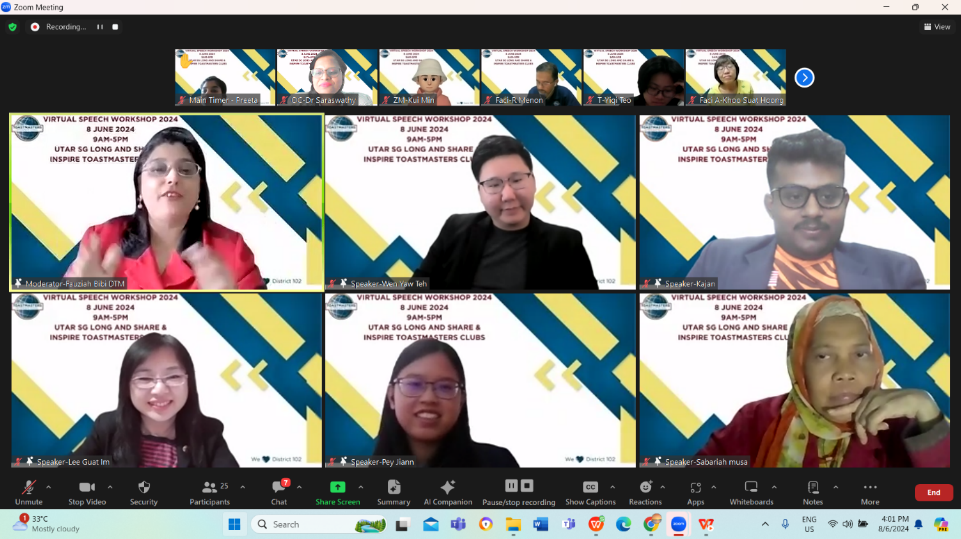 Zoom Meeting
Recording...
View
Main Timer - Preeta
OC-Dr Saraswathy
ZM-Kui Min
Faci-R Menon
T-Yiqi Teo
Faci A-Khoo Suat Hoong
VIRTUAL SPEECH WORKSHOP 2024
8 JUNE 2024
9AM-5PM
UTAR SG LONG AND SHARE &
INSPIRE TOASTMASTERS
District 102
Moderator-Fauziah Bibi DTM
VIRTUAL SPEECH WORKSHOP 2024
8 JUNE 2024
9AM-5PM
UTAR SG LONG AND
INSPIRE TOASTMASTERS CLU
Speaker-Wen Yaw Teh
VIRTUAL SPEECH WORKSHOP 2024
8 JUNE 2024
9AM-5PM
UTAR SG LONG AND SHARE &
INSPIRE TOASTMASTERS CLUBS
Speaker-Kajan
VIRTUAL SPEECH WORKSHOP 2024
8 JUNE 2024
9AM-5PM
UTAR SG LONG AND SHARE &
INSPIRE TOASTMASTERS CLUBS
We District 102
Speaker-Lee Guat Im
VIRTUAL SPEECH WORKSHOP 2024
8 JUNE 2024
9AM-5PM
UTAR SG LONG AND SHARE &
INSPIRE TOASTMASTERS CLUBS
We District 102
Speaker-Pey Jiann
VIRTUAL SPEECH WORKSHOP 2024
8 JUNE 2024
9AM-5PM
UTAR SG LONG AND SHARE
INSPIRE TOASTMASTERS
Speaker-Sabariah musa
Unmute
Stop Video
Security
Participants 25
Chat 7
Share Screen
Summary
AI Companion
Pause/stop recording
Show Captions
Reactions
Apps
Whiteboards
Notes
More
End
33°C
Mostly cloudy
Search
ENG
US
4:01 PM
8/6/2024